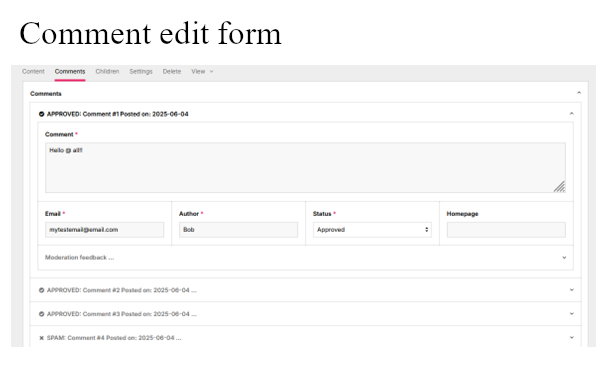 Comment edit form
Content Comments Children Settings Delete View
Comments
APPROVED: Comment #1 Posted on: 2025-06-04
Comment *
Hello @ all!!
Email * Author * Status * Homepage
mytestemail@email.com Bob Approved
Moderation feedback ...
APPROVED: Comment #2 Posted on: 2025-06-04 ...
APPROVED: Comment #3 Posted on: 2025-06-04 ...
SPAM: Comment #4 Posted on: 2025-06-04 ...